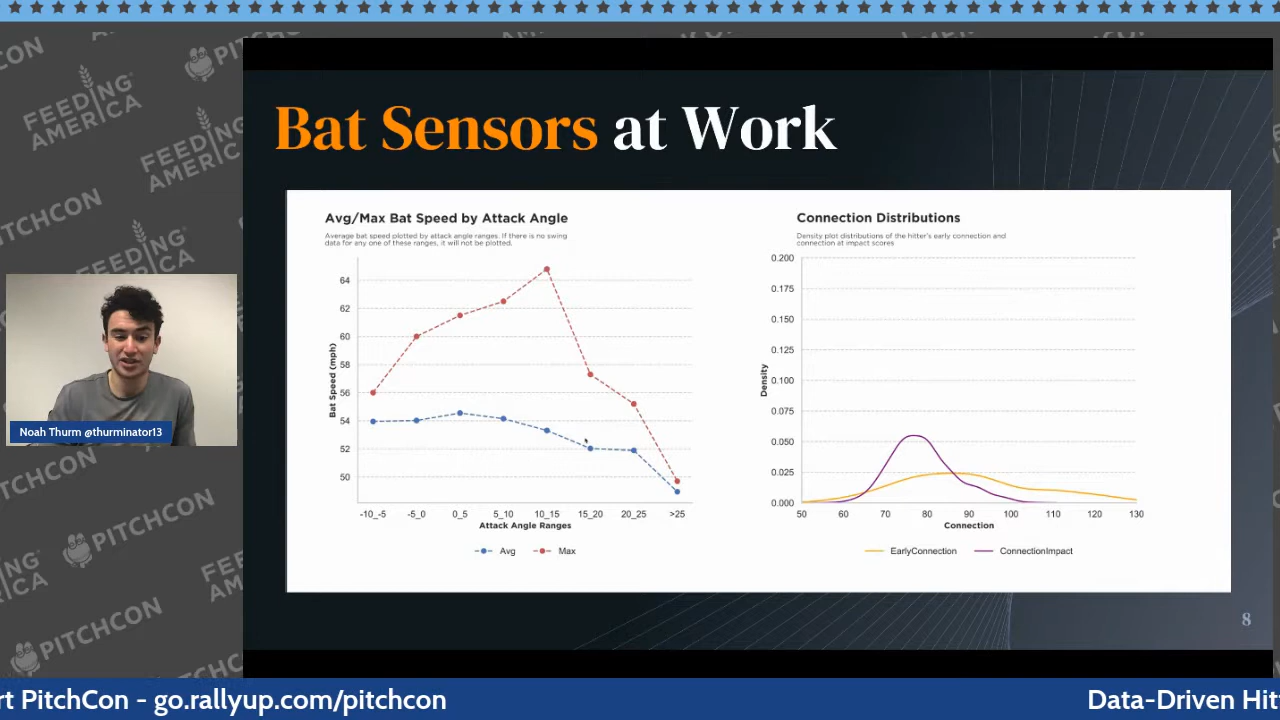 PITCHCON
FEEDING
AMERICA
FEEDING
AMERICA
PITCHCON
FEEDING
PITCHCON
PITCHCON
Bat Sensors at Work
Avg/Max Bat Speed by Attack Angle
Average bat speed plotted by attack angle ranges. If there is no swing
data for any one of these ranges, it will not be plotted.
64
62
60
58
56
54
52
50
Bat Speed (mph)
-10_-5 -5_0 0_5 5_10 10_15 15_20 20_25 >25
Attack Angle Ranges
Avg Max
Connection Distributions
Density plot distributions of the hitter's early connection and
connection at impact scores
0.200
0.175
0.150
0.125
0.100
0.075
0.050
0.025
0.000
Density
50 60 70 80 90 100 110 120 130
Connection
EarlyConnection ConnectionImpact
Noah Thurm @thurminator13
8
rt PitchCon - go.rallyup.com/pitchcon
Data-Driven Hit